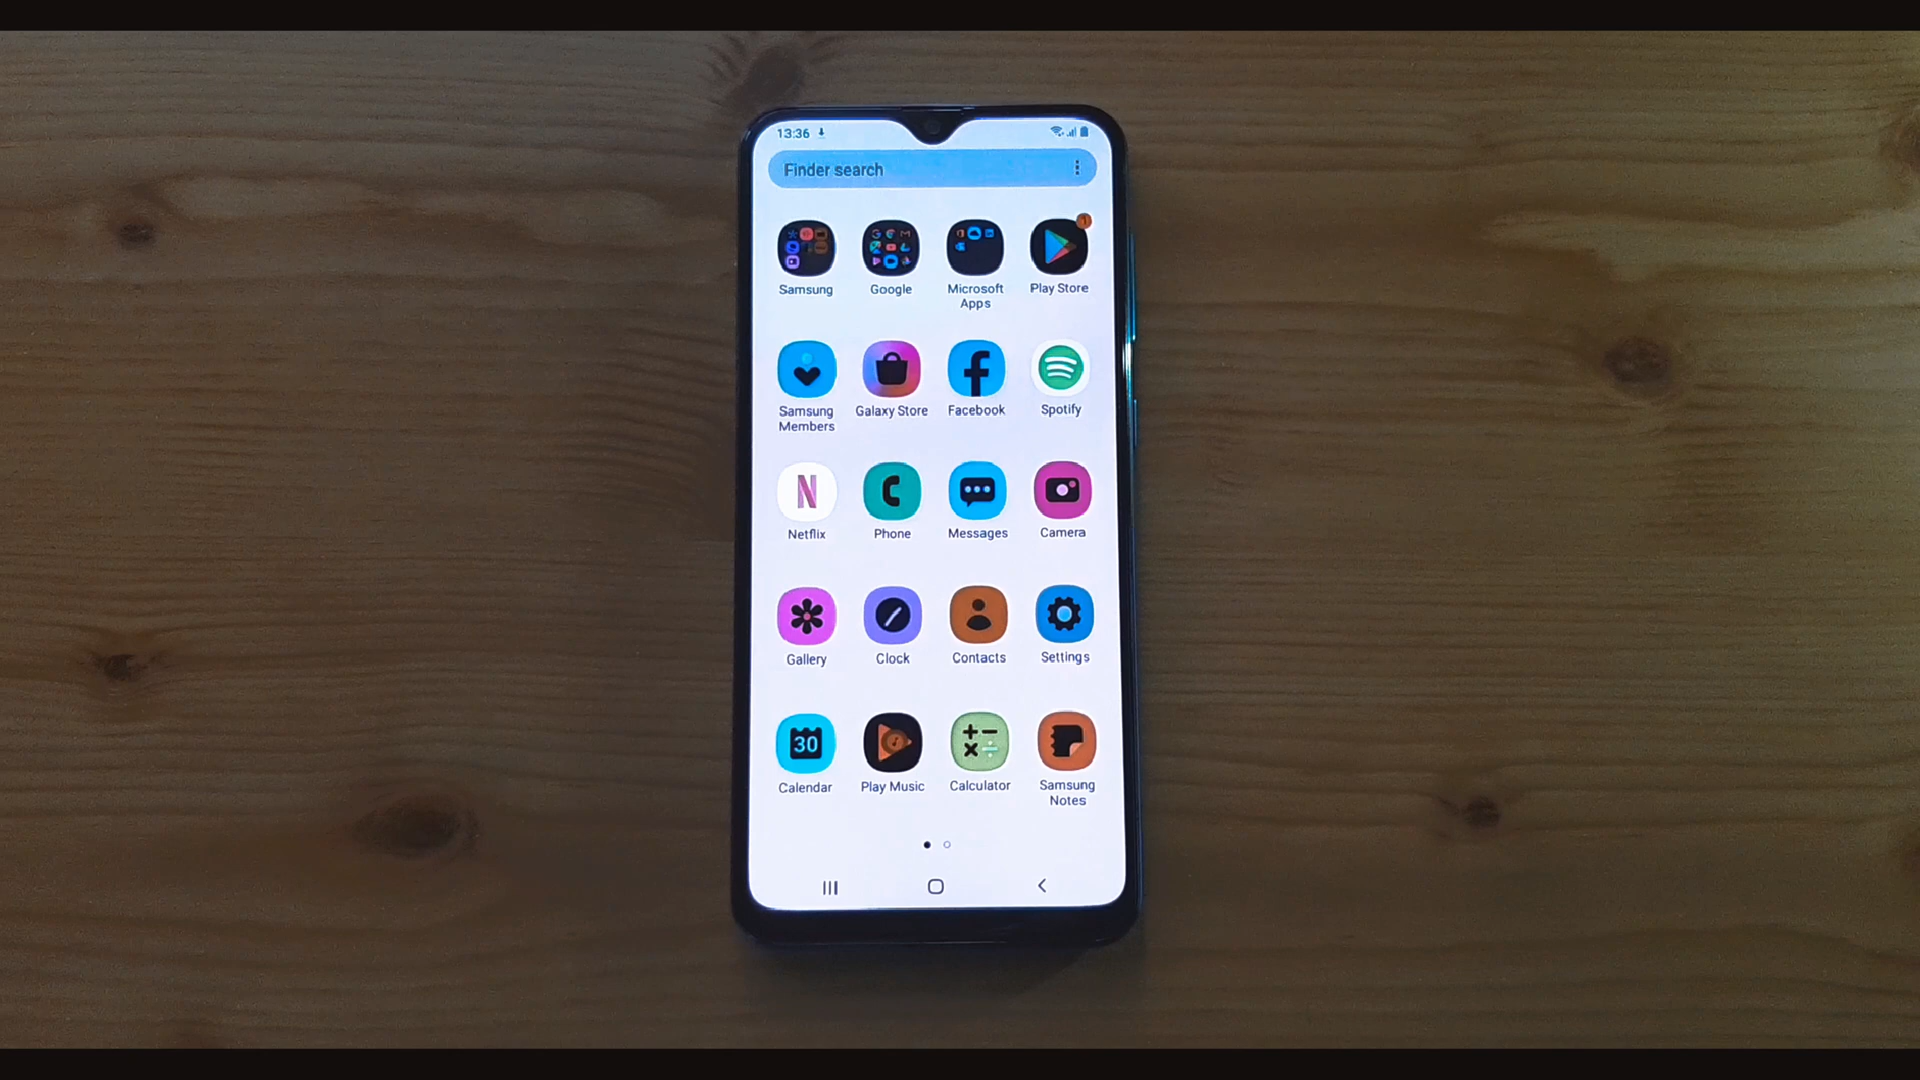 13:36
Finder search
1
Samsung
Google
Microsoft
Apps
Play Store
Samsung
Members
Galaxy Store
Facebook
Spotify
N
Netflix
Phone
Messages
Camera
Gallery
Clock
Contacts
Settings
30
Calendar
Play Music
Calculator
Samsung
Notes